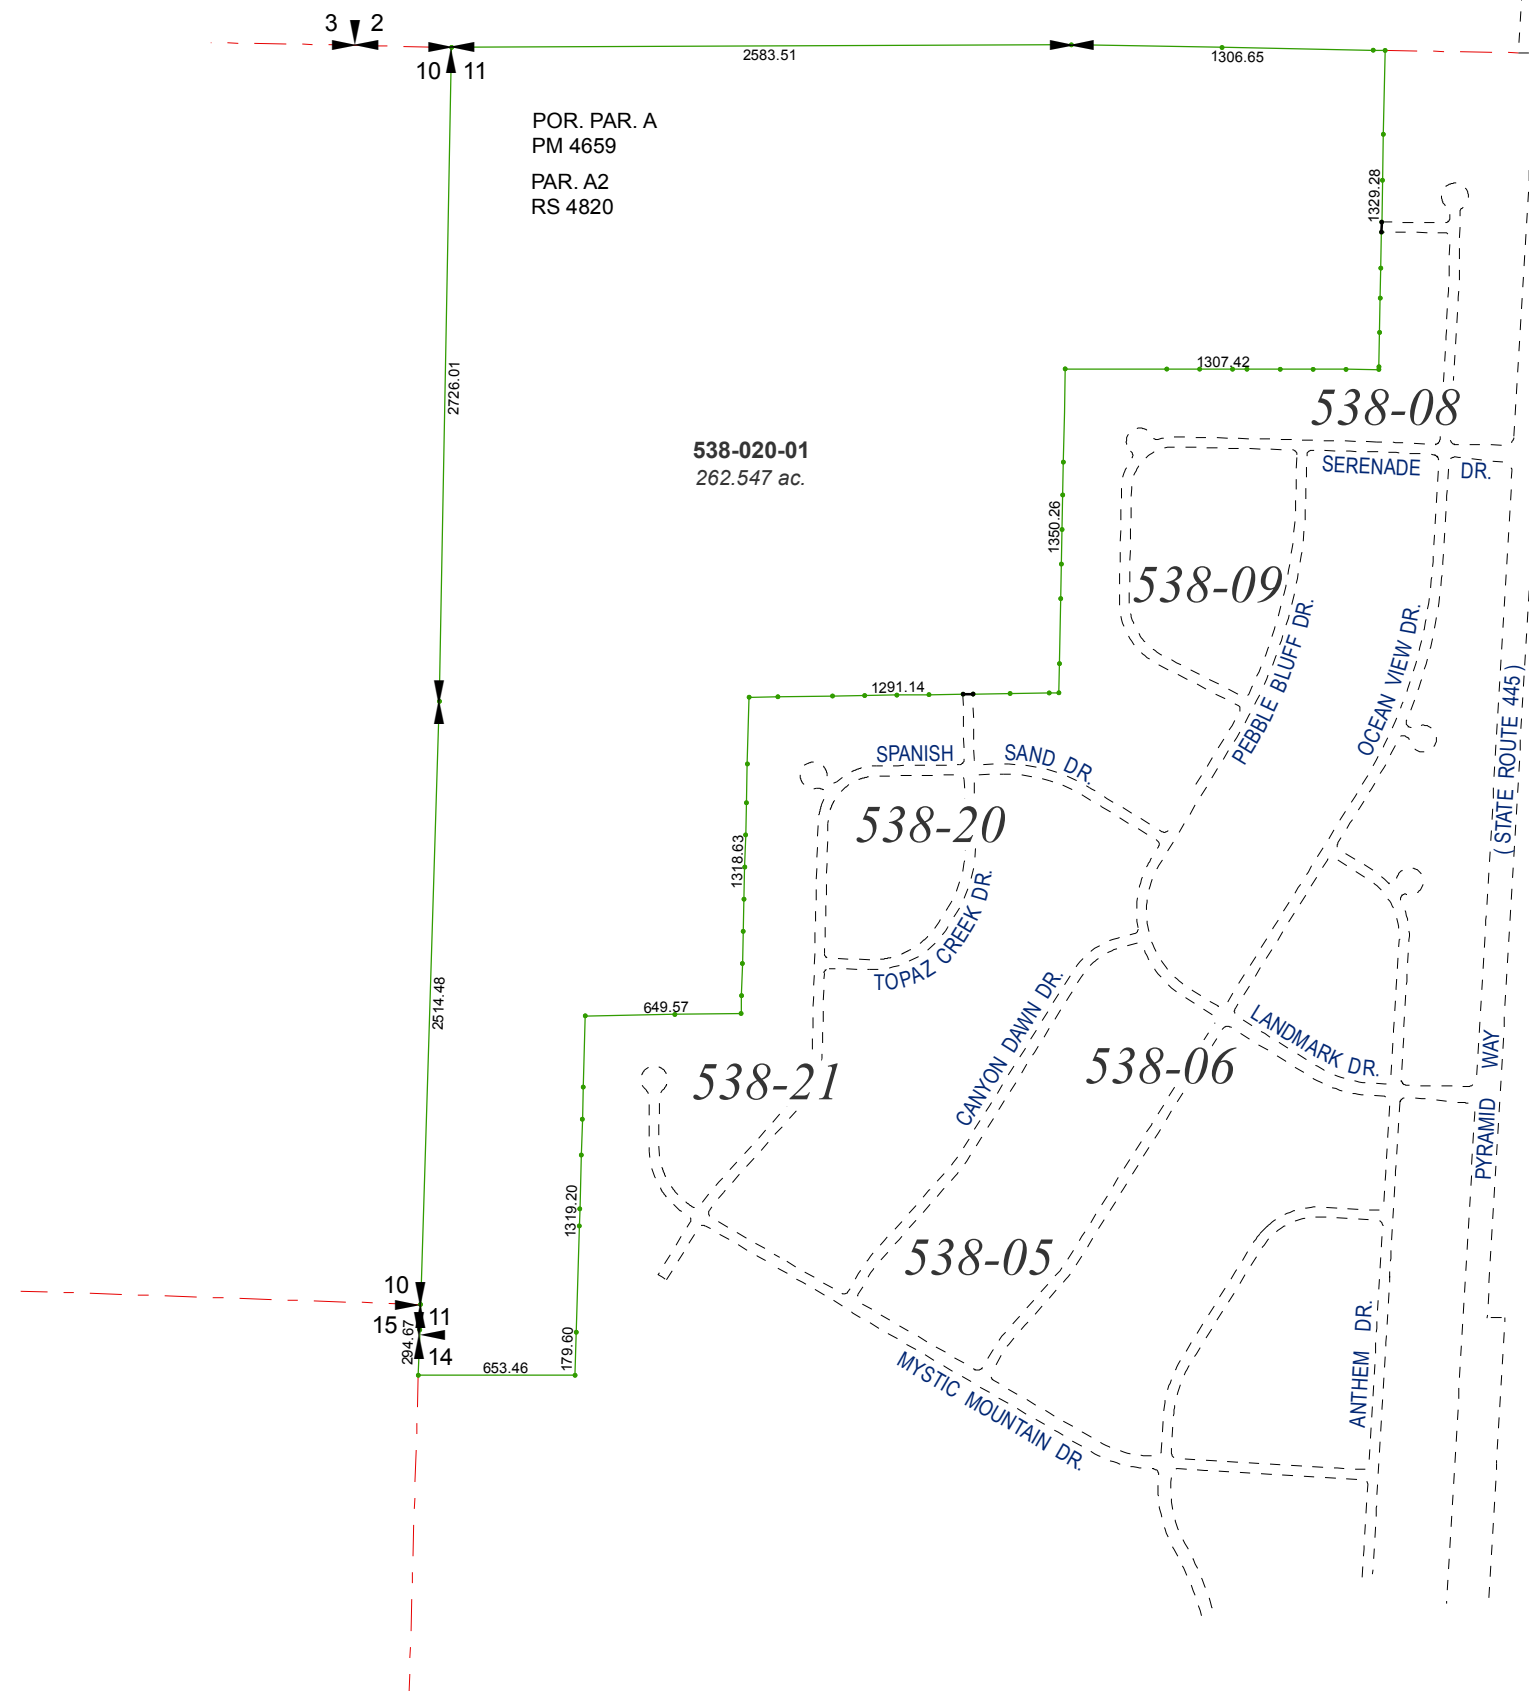 3 2
10 11
2583.51
1306.65
POR. PAR. A
PM 4659
PAR. A2
RS 4820
1329.28
2726.01
1307.42
538-08
538-020-01
262.547 ac.
SERENADE DR.
1350.26
538-09
PEBBLE BLUFF DR.
OCEAN VIEW DR.
( STATE ROUTE 445 )
1291.14
SPANISH SAND DR.
538-20
1318.63
TOPAZ CREEK DR.
2514.48
649.57
CANYON DAWN DR.
LANDMARK DR.
538-21
538-06
PYRAMID WAY
1319.20
538-05
10
11
15
14
294.67
179.60
653.46
MYSTIC MOUNTAIN DR.
ANTHEM DR.